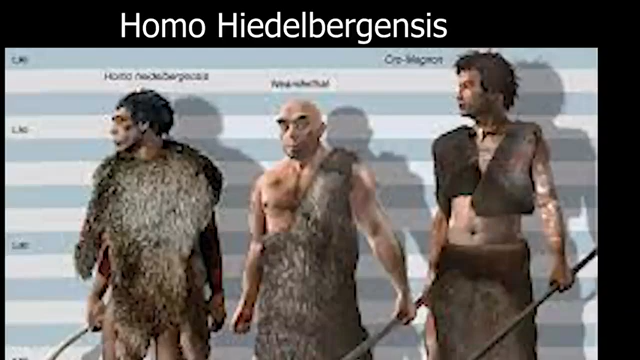 Homo Hiedelbergensis
Cro-Magnon
Homo heidelbergensis
Neanderthal